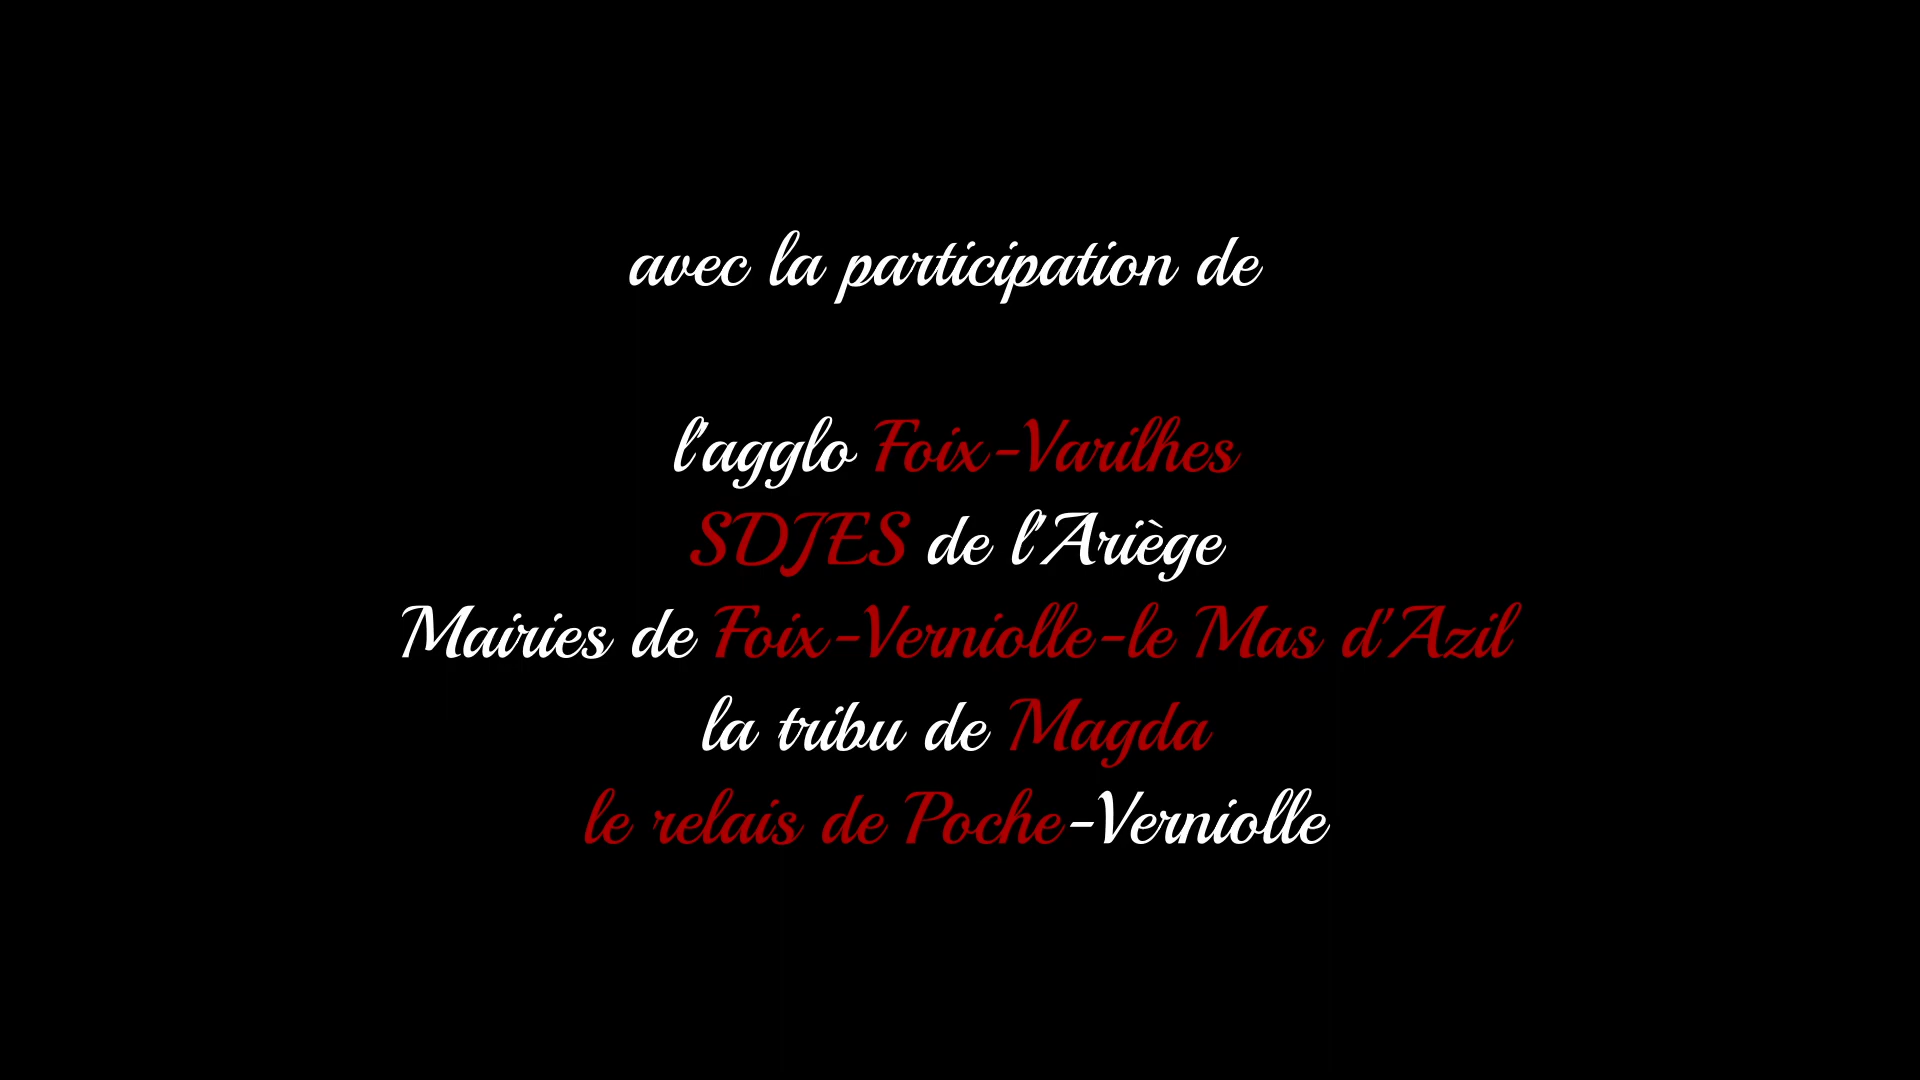 avec la participation de
l'agglo Foix-Varilhes
SDJES de l'Ariège
Mairies de Foix-Verniolle-le Mas d'Azil
la tribu de Magda
le relais de Poche-Verniolle